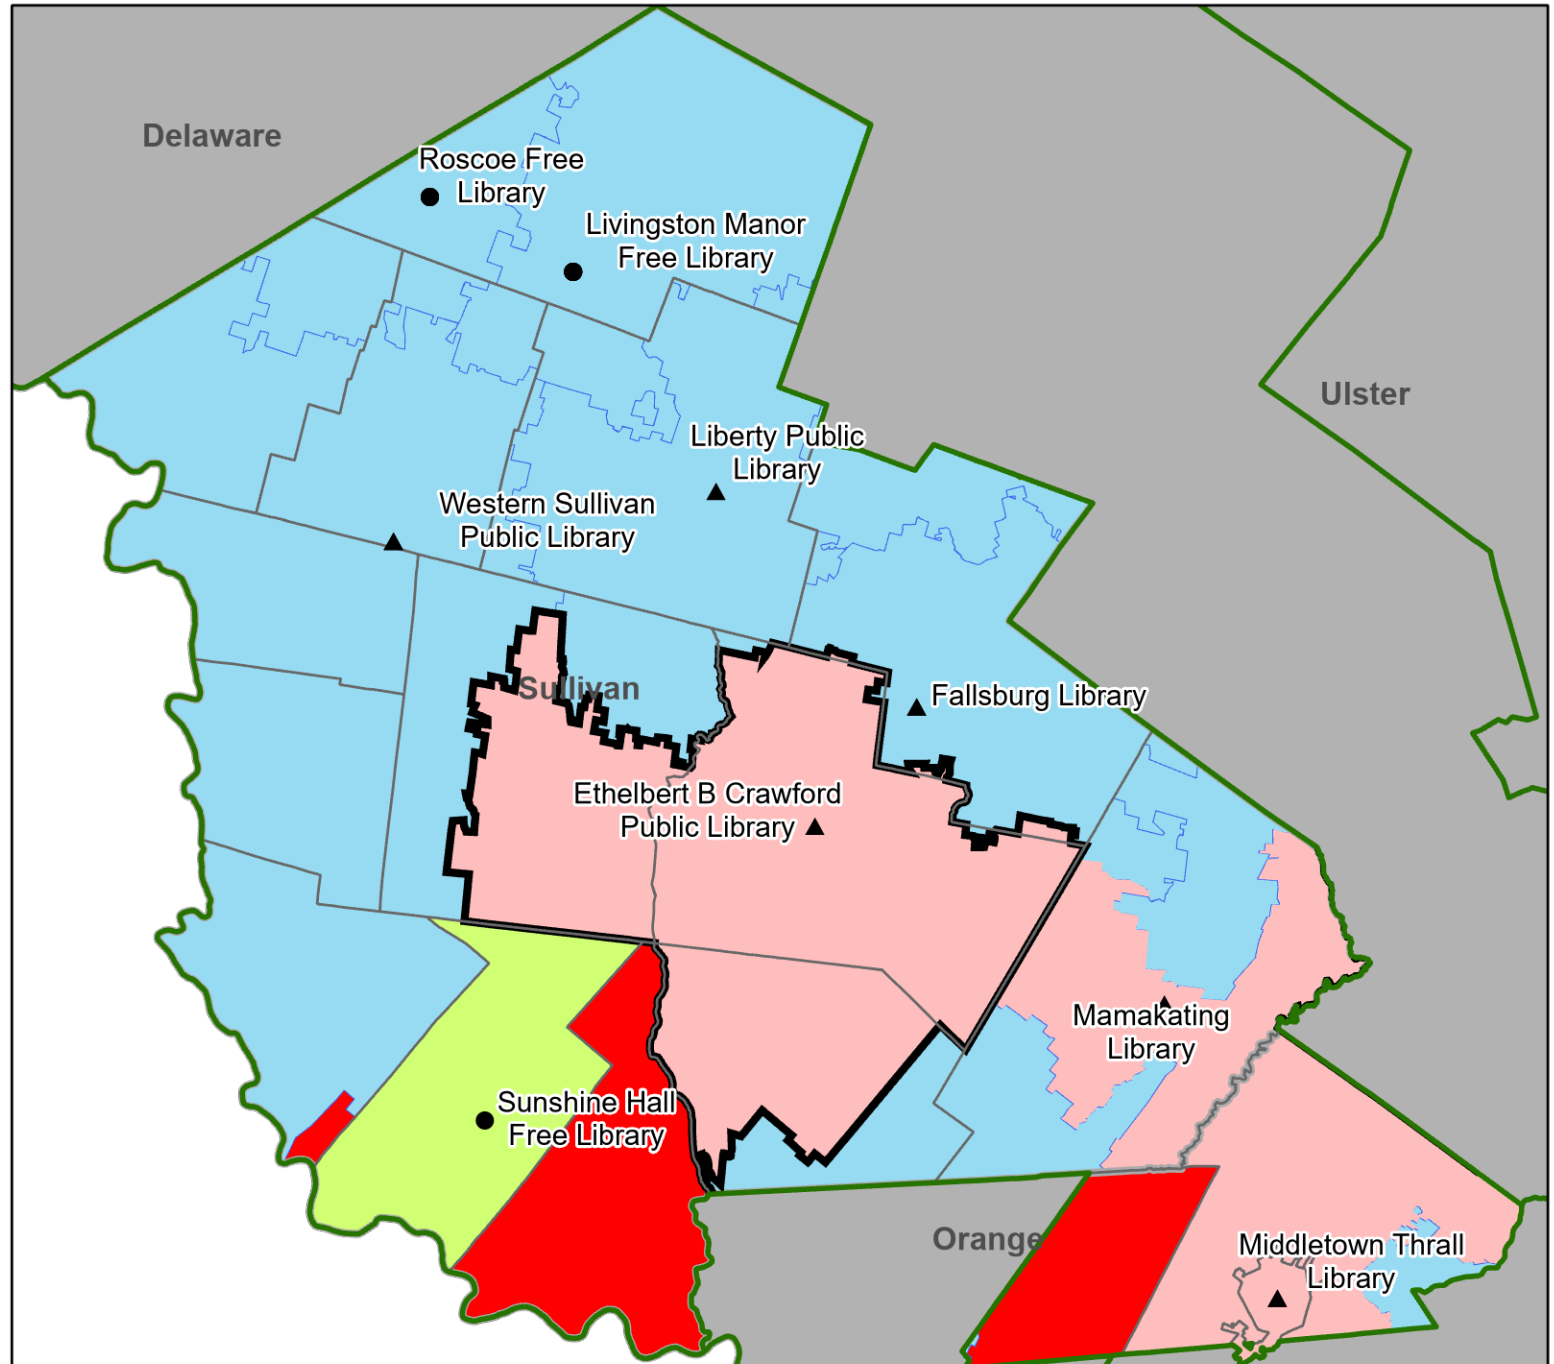 Delaware
Roscoe Free
Library
Livingston Manor
Free Library
Ulster
Liberty Public
Library
Western Sullivan
Public Library
Sullivan
Fallsburg Library
Ethelbert B Crawford
Public Library
Mamakating
Library
Sunshine Hall
Free Library
Orange
Middletown Thrall
Library